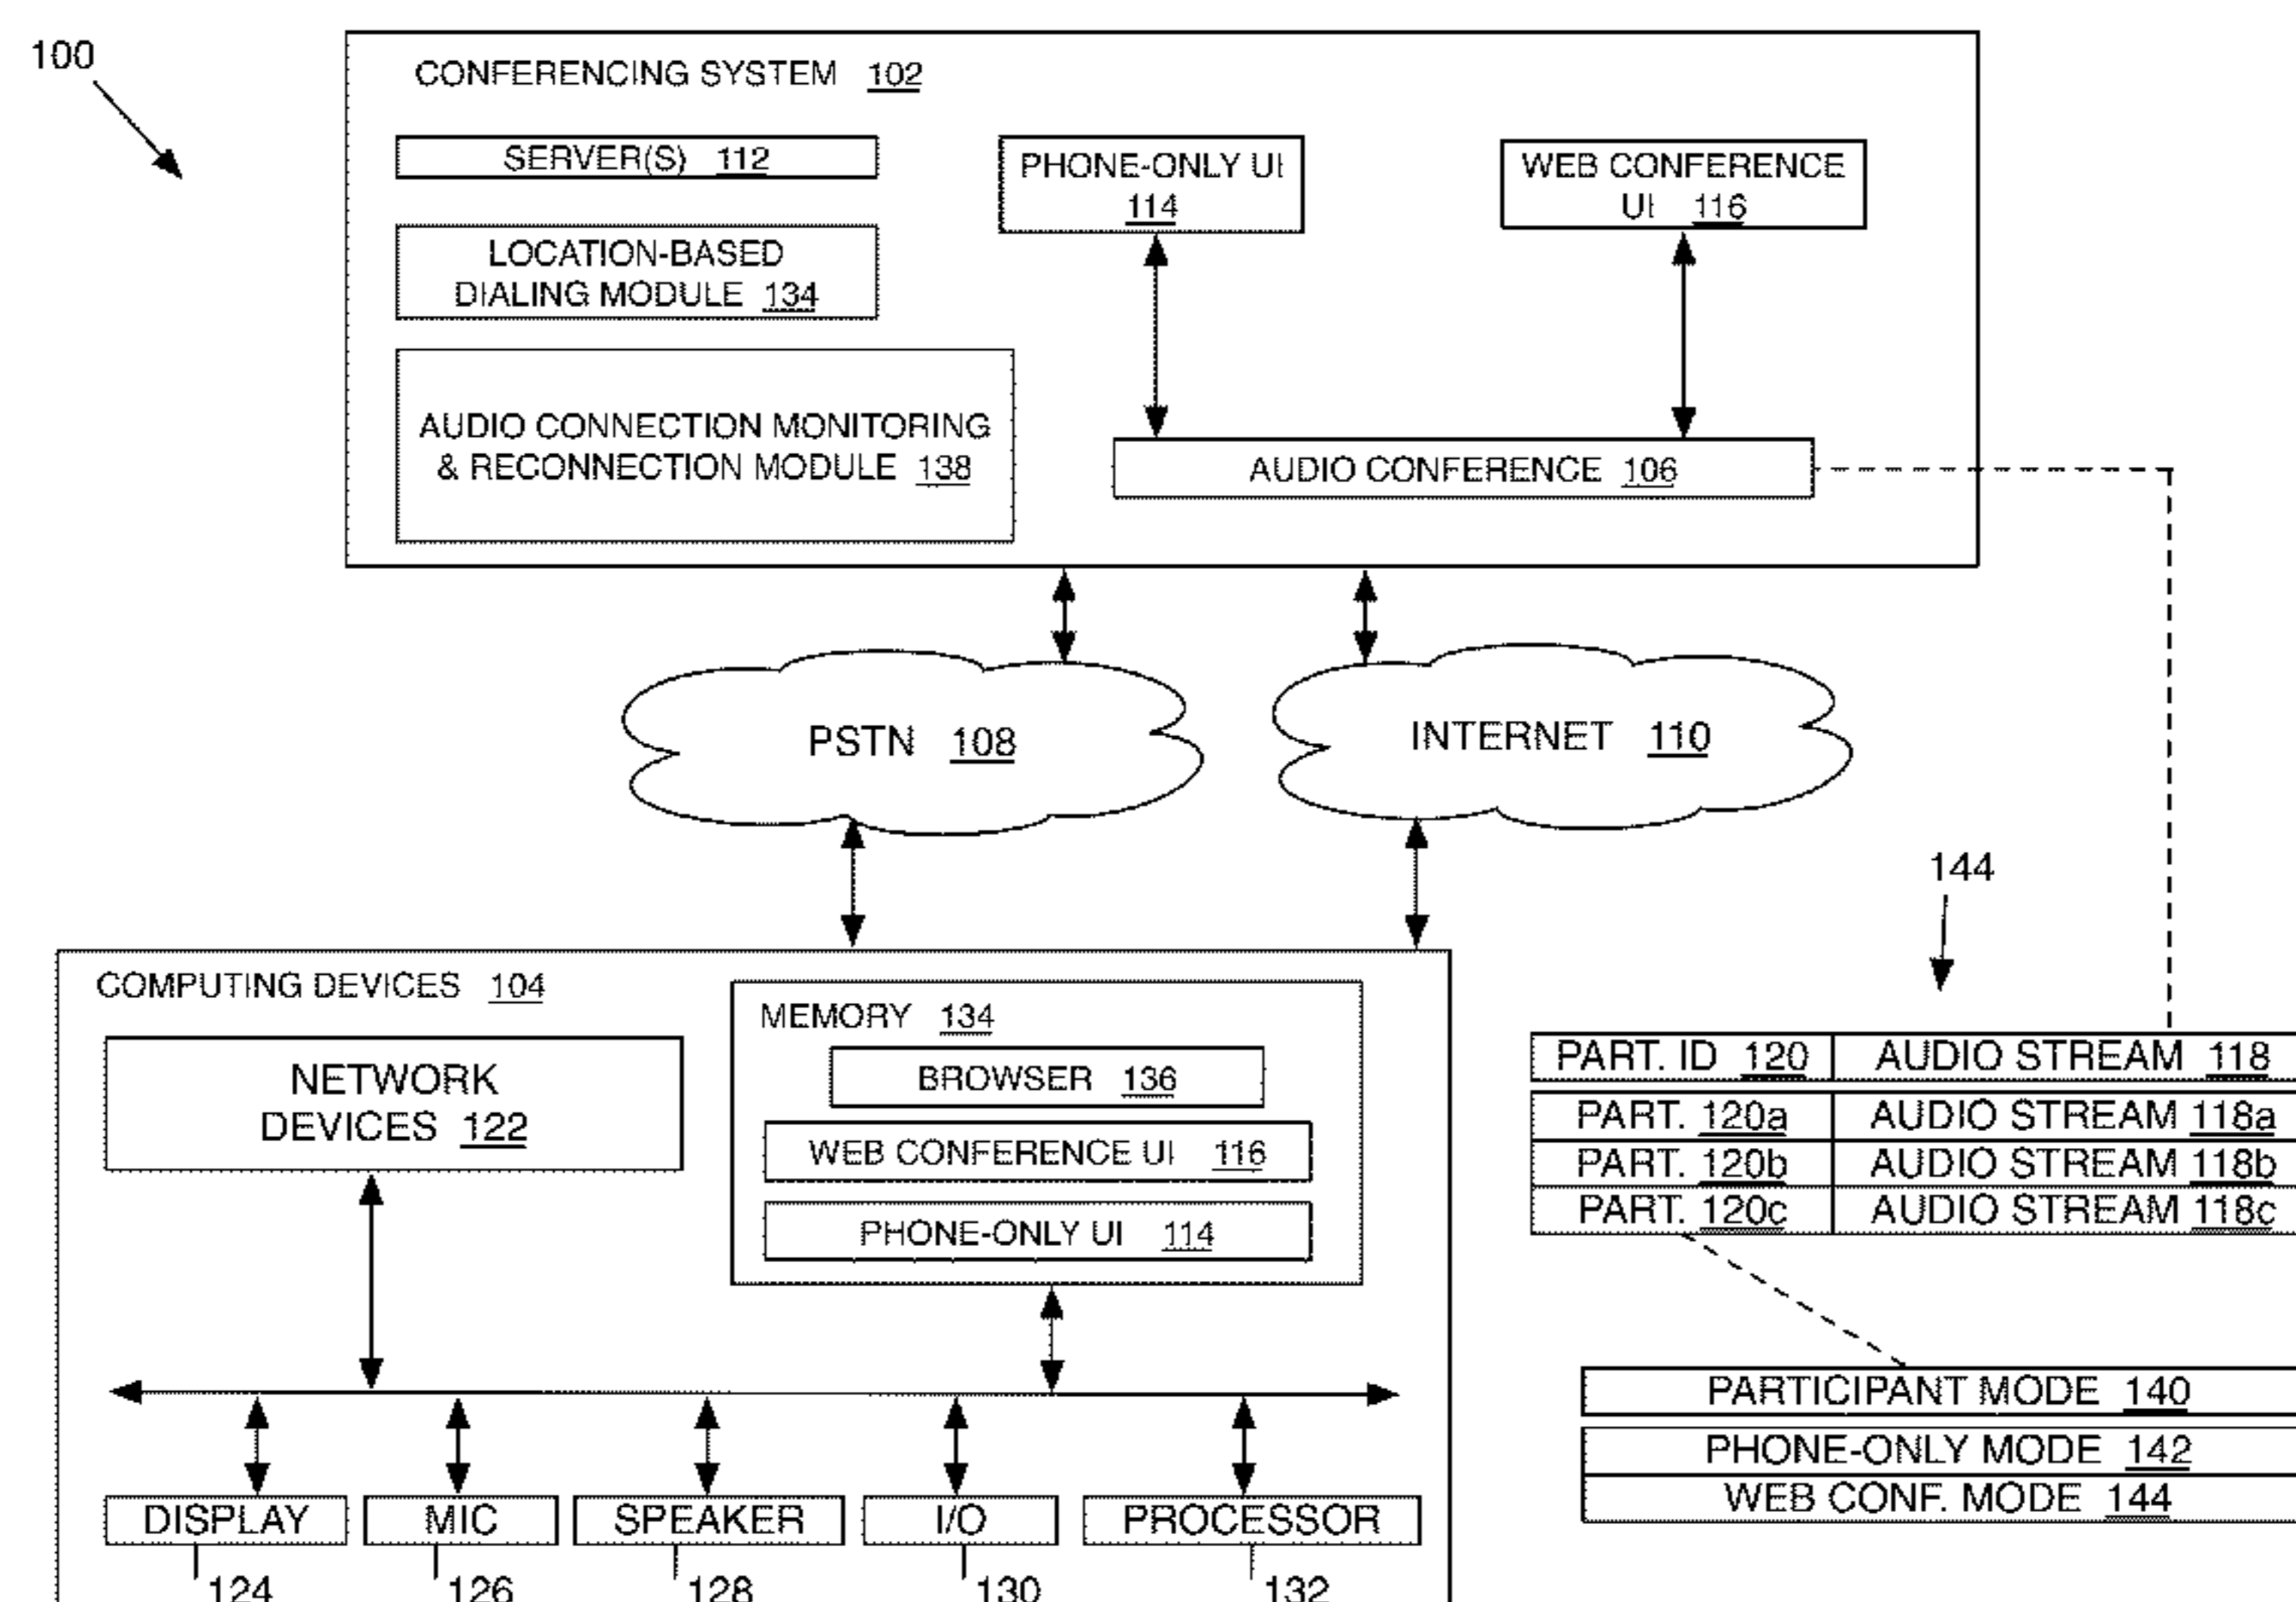 100
CONFERENCING SYSTEM 102
SERVER(S) 112
PHONE-ONLY UI
114
WEB CONFERENCE
UI 116
LOCATION-BASED
DIALING MODULE 134
AUDIO CONNECTION MONITORING
& RECONNECTION MODULE 138
AUDIO CONFERENCE 106
PSTN 108
INTERNET 110
144
COMPUTING DEVICES 104
NETWORK
DEVICES 122
MEMORY 134
BROWSER 136
WEB CONFERENCE UI 116
PHONE-ONLY UI 114
PART. ID 120 AUDIO STREAM 118
PART. 120a AUDIO STREAM 118a
PART. 120b AUDIO STREAM 118b
PART. 120c AUDIO STREAM 118c
PARTICIPANT MODE 140
PHONE-ONLY MODE 142
WEB CONF. MODE 144
DISPLAY
MIC
SPEAKER
I/O
PROCESSOR
124
126
128
130
132